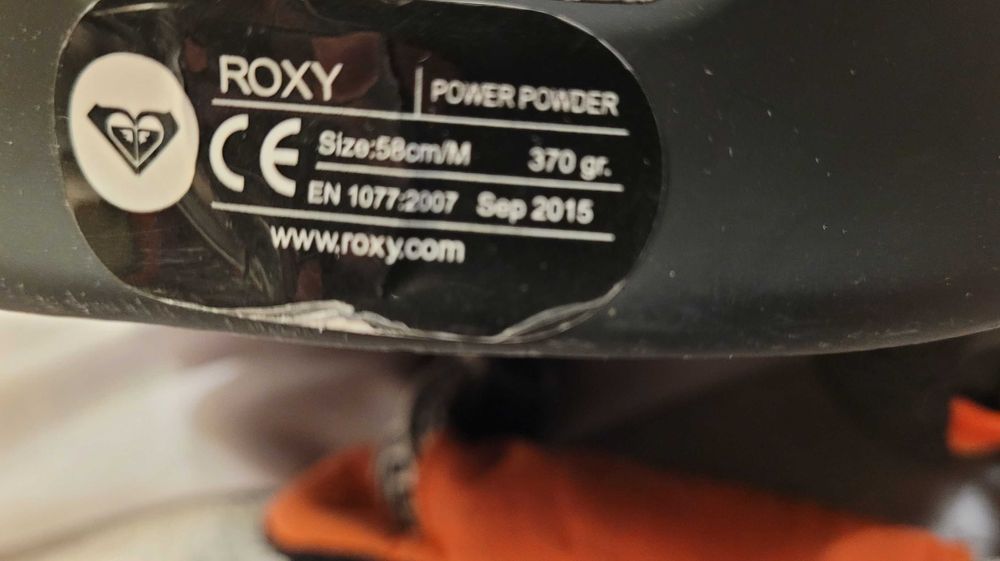 ROXY | POWER POWDER
CE Size:58cm/M 370 gr.
EN 1077:2007 Sep 2015
www.roxy.com